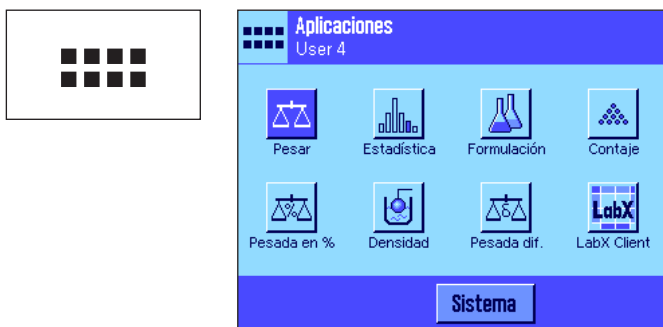 Aplicaciones
User 4
Pesar
Estadística
Formulación
Contaje
Pesada en %
Densidad
Pesada dif.
LabX
LabX Client
Sistema